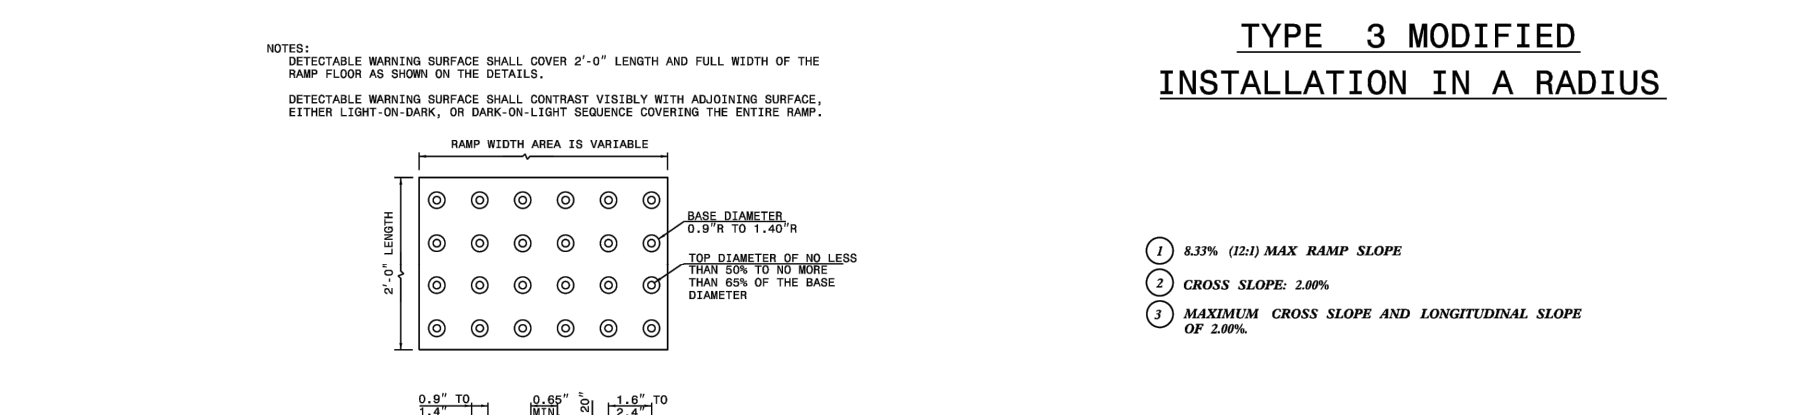 NOTES:
DETECTABLE WARNING SURFACE SHALL COVER 2'-0" LENGTH AND FULL WIDTH OF THE
RAMP FLOOR AS SHOWN ON THE DETAILS.
DETECTABLE WARNING SURFACE SHALL CONTRAST VISIBLY WITH ADJOINING SURFACE,
EITHER LIGHT-ON-DARK, OR DARK-ON-LIGHT SEQUENCE COVERING THE ENTIRE RAMP.
RAMP WIDTH AREA IS VARIABLE
2'-0" LENGTH
BASE DIAMETER
0.9"R TO 1.40"R
TOP DIAMETER OF NO LESS
THAN 50% TO NO MORE
THAN 65% OF THE BASE
DIAMETER
0.9" TO
1.4"
0.65"
MIN
20"
1.6" TO
2.4"
TYPE 3 MODIFIED
INSTALLATION IN A RADIUS
1 8.33% (12:1) MAX RAMP SLOPE
2 CROSS SLOPE: 2.00%
3 MAXIMUM CROSS SLOPE AND LONGITUDINAL SLOPE
OF 2.00%.